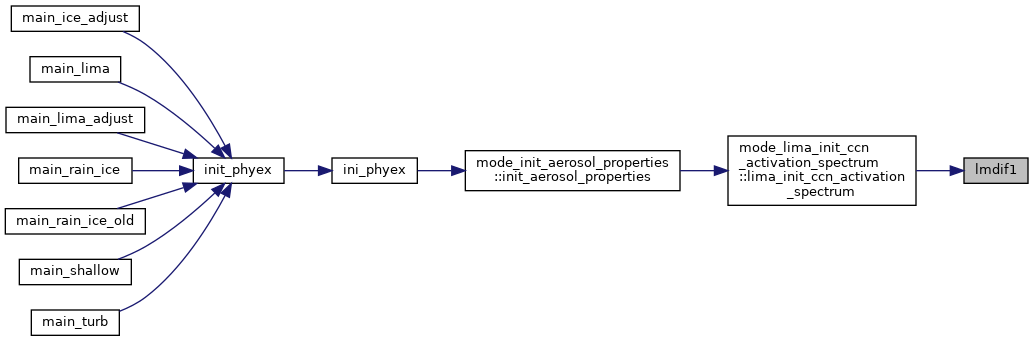 main_ice_adjust
main_lima
main_lima_adjust
main_rain_ice
main_rain_ice_old
main_shallow
main_turb
init_phyex
ini_phyex
mode_init_aerosol_properties
::init_aerosol_properties
mode_lima_init_ccn
_activation_spectrum
::lima_init_ccn_activation
_spectrum
lmdif1